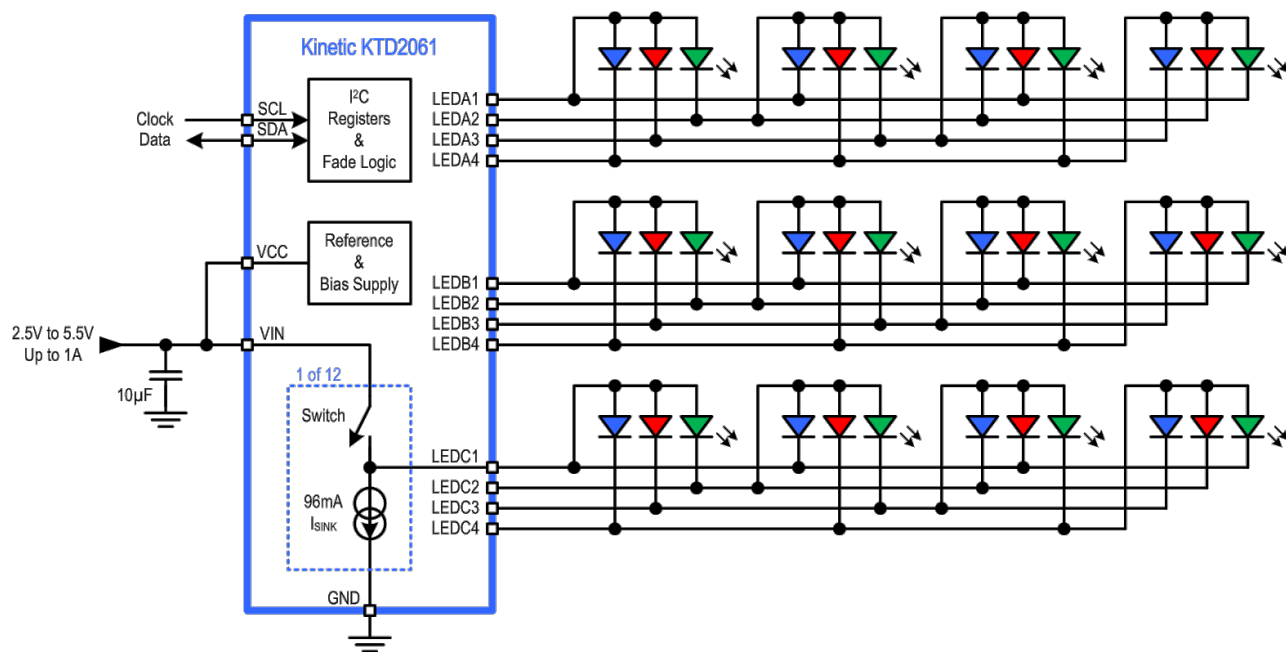 Kinetic KTD2061
I²C
Registers
&
Fade Logic
Clock
Data
SCL
SDA
LEDA1
LEDA2
LEDA3
LEDA4
VCC
Reference
&
Bias Supply
LEDB1
LEDB2
LEDB3
LEDB4
2.5V to 5.5V
Up to 1A
VIN
10µF
1 of 12
Switch
96mA
ISINK
LEDC1
LEDC2
LEDC3
LEDC4
GND